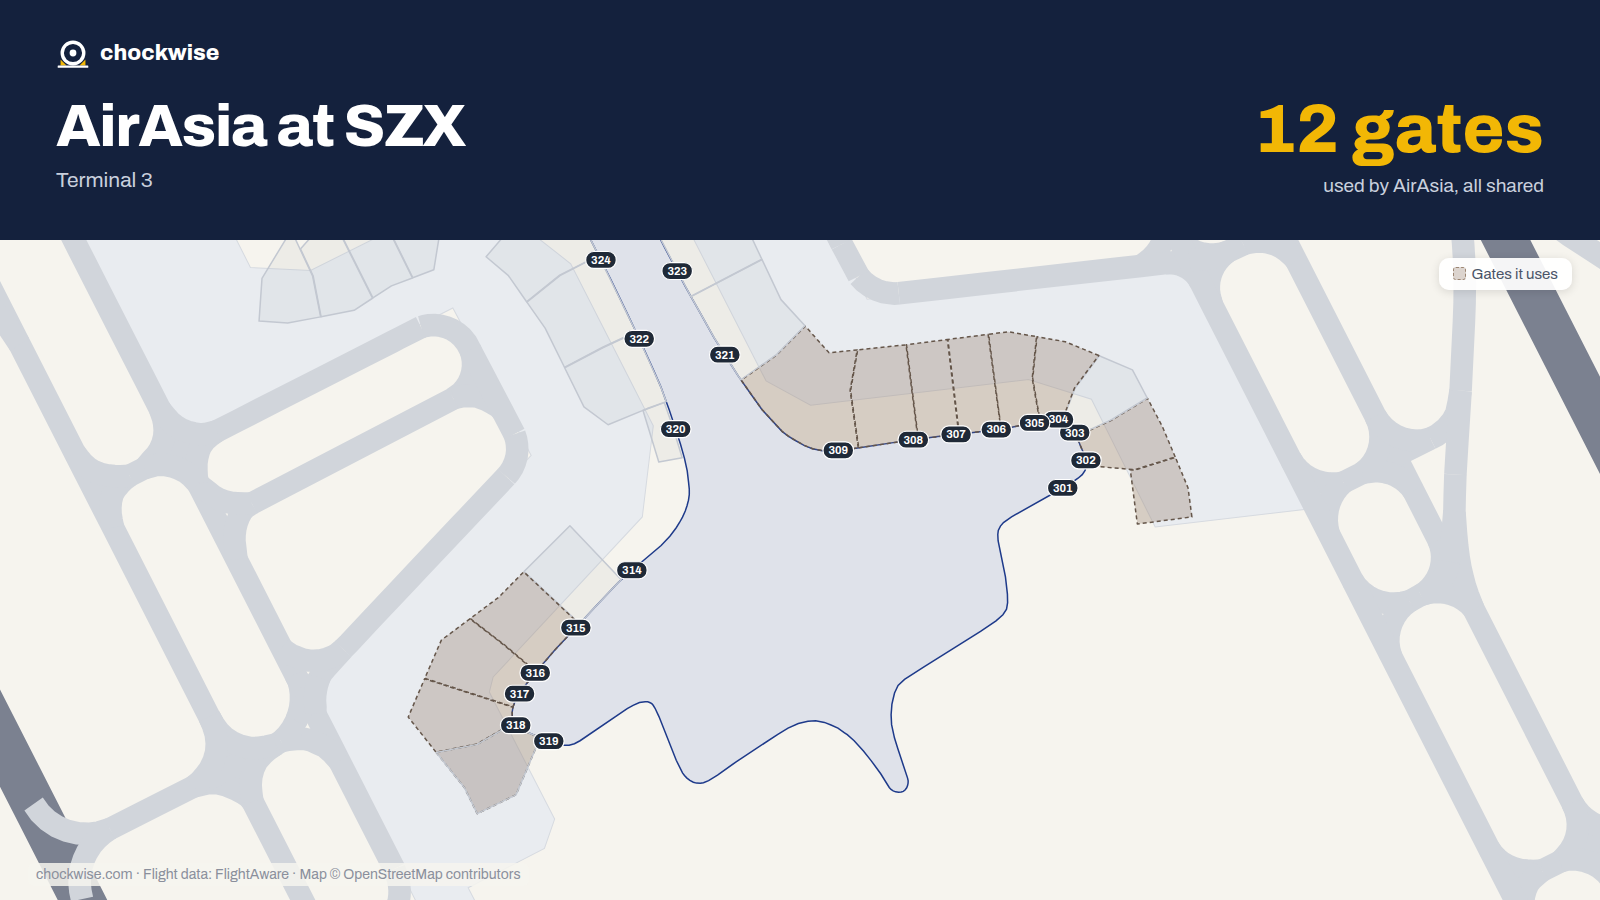 chockwise
AirAsia at SZX
Terminal 3
12 gates
used by AirAsia, all shared
Gates it uses
324
323
322
321
320
309
308
307
306
305
304
303
302
301
314
315
316
317
318
319
chockwise.com · Flight data: FlightAware · Map © OpenStreetMap contributors